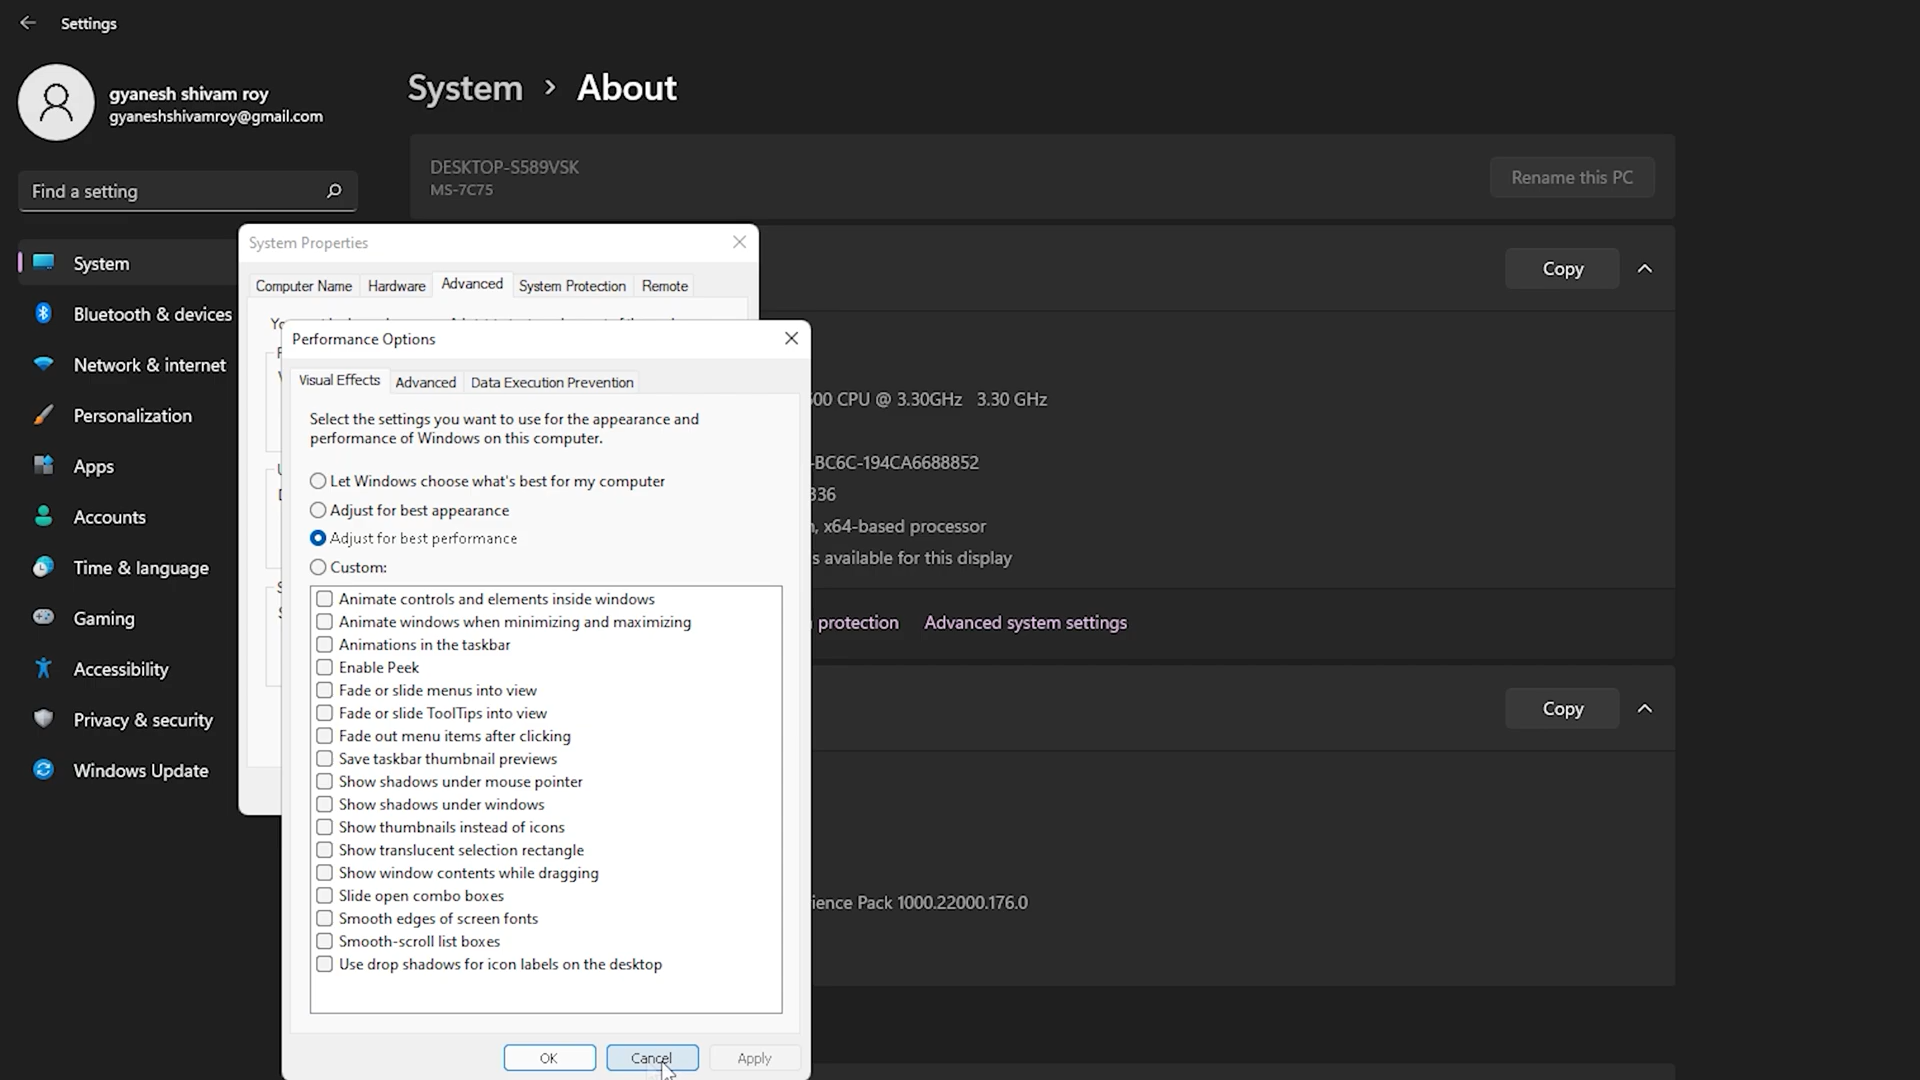 Settings
gyanesh shivam roy
gyaneshshivamroy@gmail.com
Find a setting
System
Bluetooth & devices
Network & internet
Personalization
Apps
Accounts
Time & language
Gaming
Accessibility
Privacy & security
Windows Update
System > About
DESKTOP-S589VSK
MS-7C75
Rename this PC
Copy
00 CPU @ 3.30GHz 3.30 GHz
-BC6C-194CA6688852
336
, x64-based processor
s available for this display
protection Advanced system settings
Copy
ience Pack 1000.22000.176.0
System Properties
Computer Name Hardware Advanced System Protection Remote
Performance Options
Visual Effects Advanced Data Execution Prevention
Select the settings you want to use for the appearance and
performance of Windows on this computer.
Let Windows choose what's best for my computer
Adjust for best appearance
Adjust for best performance
Custom:
Animate controls and elements inside windows
Animate windows when minimizing and maximizing
Animations in the taskbar
Enable Peek
Fade or slide menus into view
Fade or slide ToolTips into view
Fade out menu items after clicking
Save taskbar thumbnail previews
Show shadows under mouse pointer
Show shadows under windows
Show thumbnails instead of icons
Show translucent selection rectangle
Show window contents while dragging
Slide open combo boxes
Smooth edges of screen fonts
Smooth-scroll list boxes
Use drop shadows for icon labels on the desktop
OK Cancel Apply